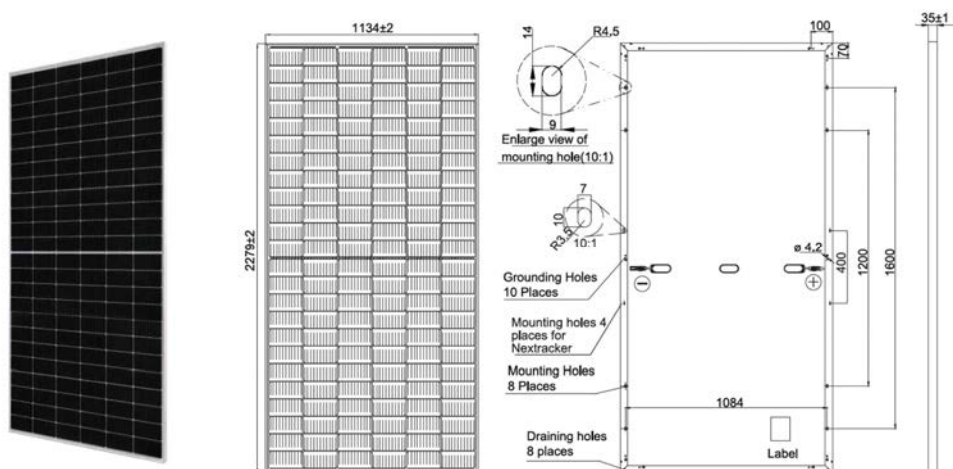 1134±2
2279±2
14
R4.5
9
Enlarge view of
mounting hole(10:1)
7
10
R3.5
10:1
Grounding Holes
10 Places
Mounting holes 4
places for
Nextracker
Mounting Holes
8 Places
Draining holes
8 places
100
70
ø 4.2
400
1200
1600
−
+
1084
Label
35±1